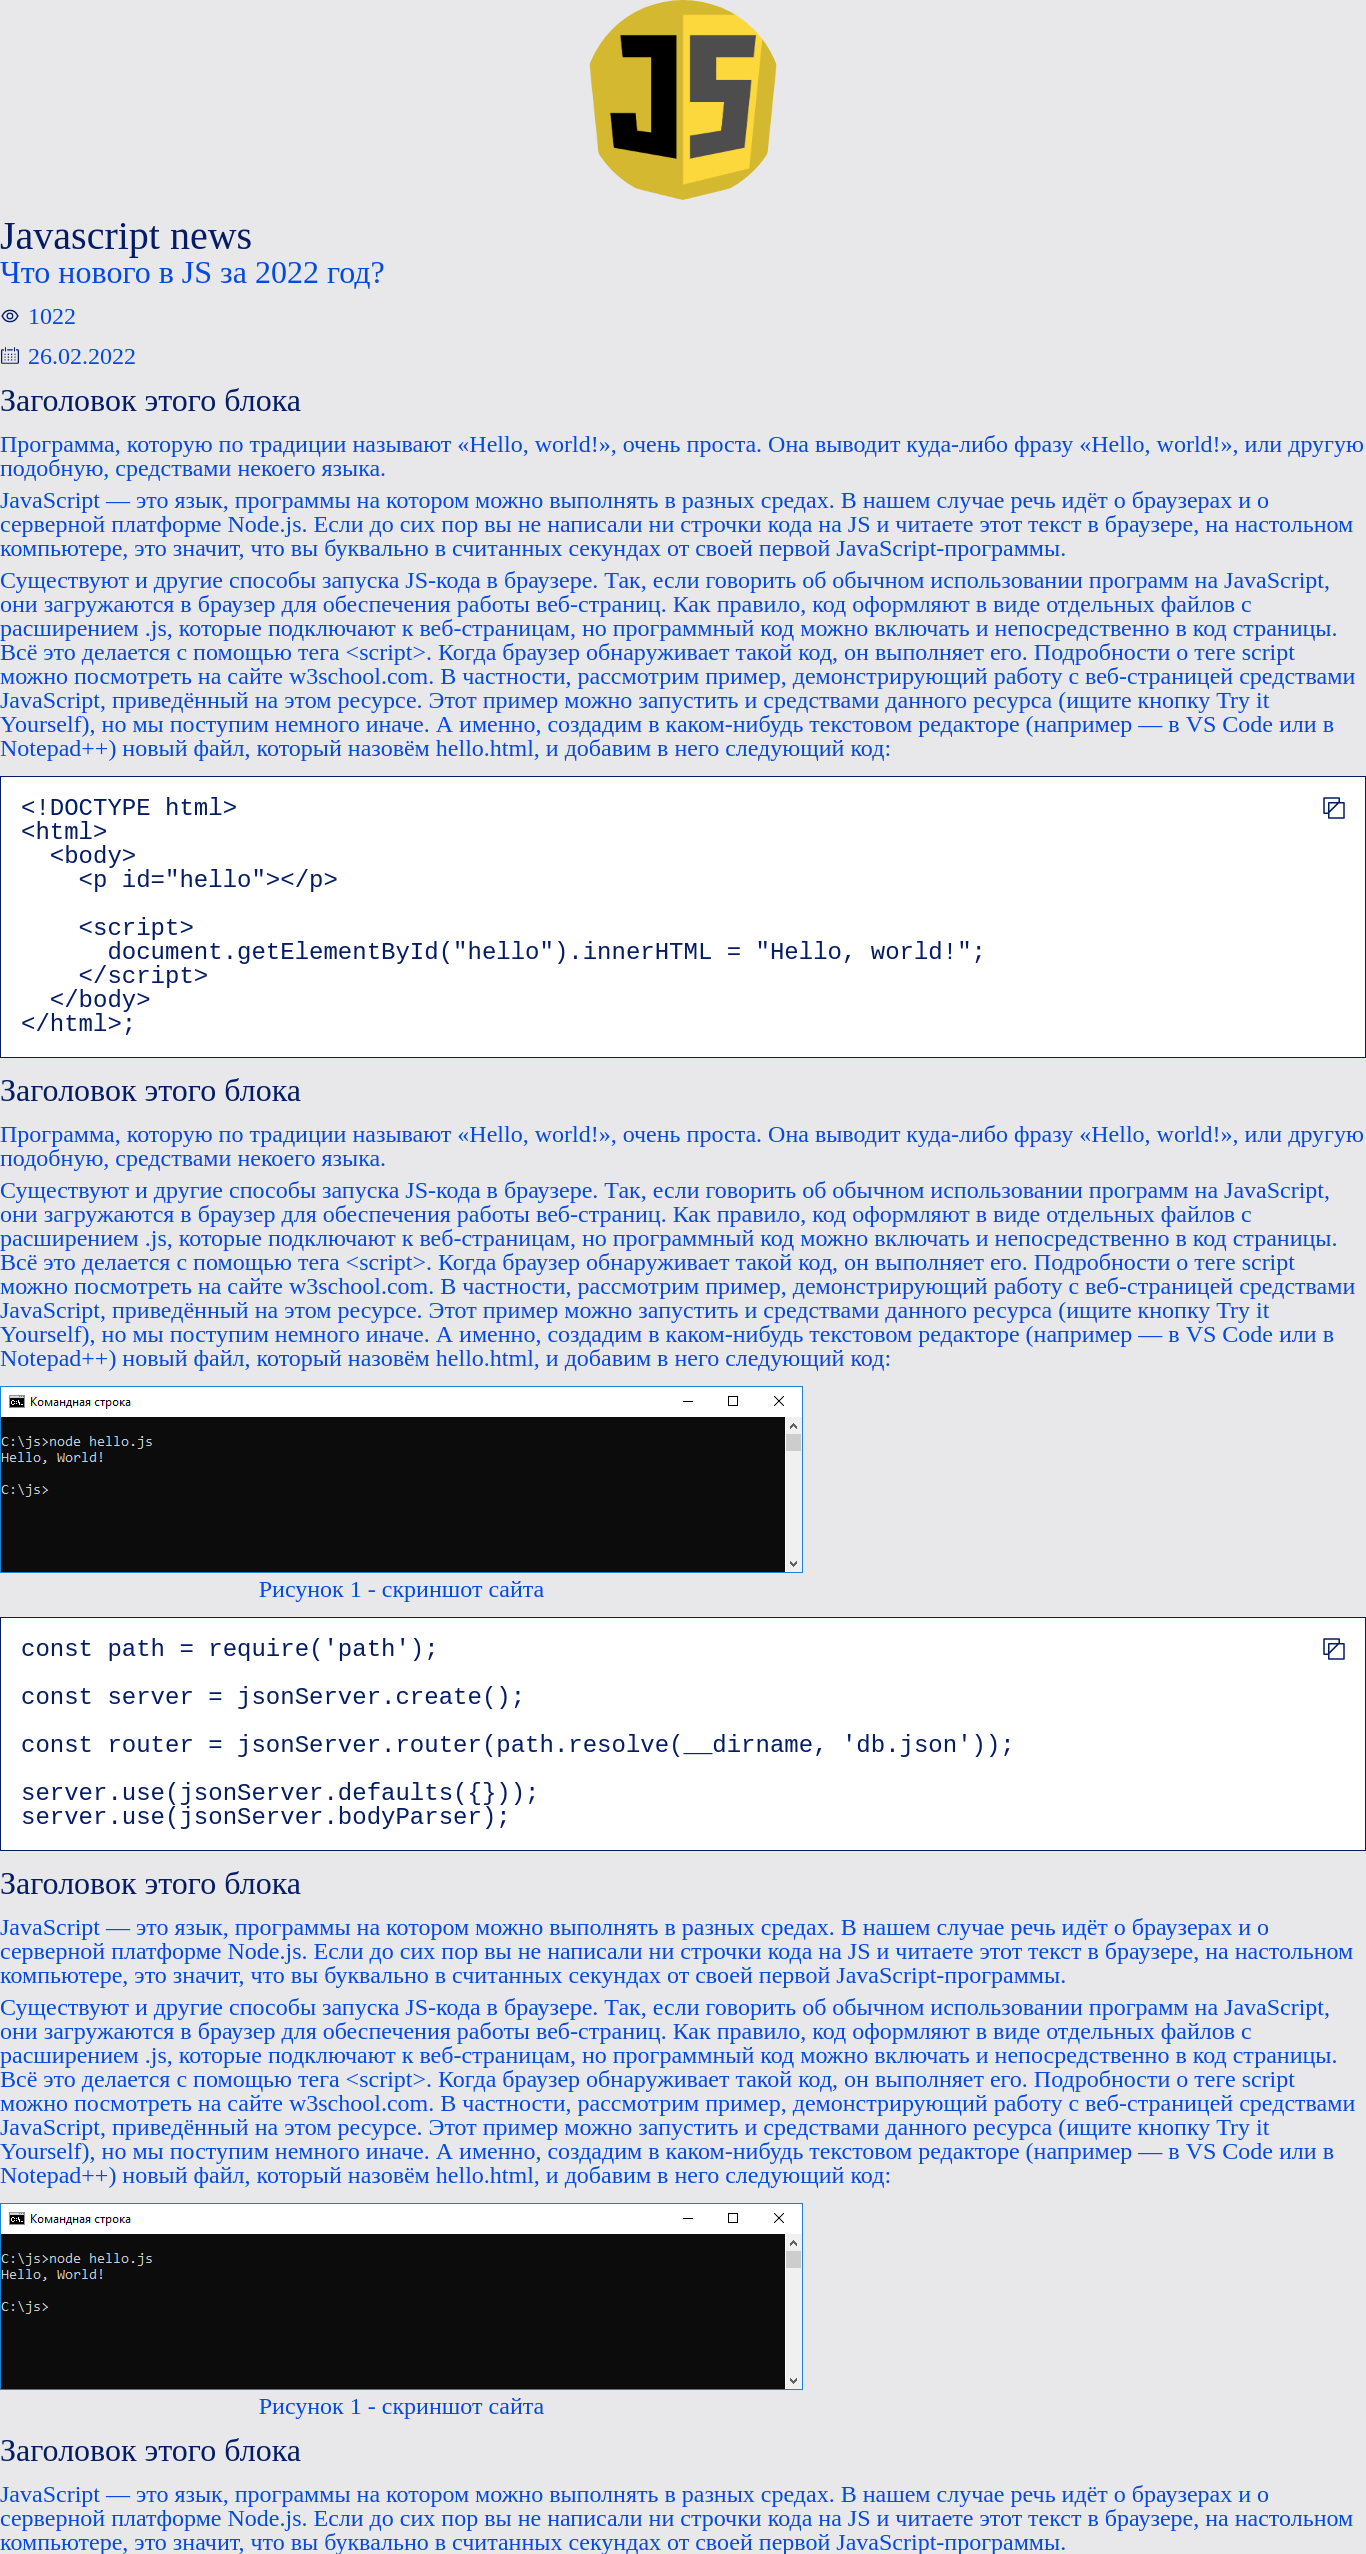 JS
Javascript news
Что нового в JS за 2022 год?
1022
26.02.2022
Заголовок этого блока
Программа, которую по традиции называют «Hello, world!», очень проста. Она выводит куда-либо фразу «Hello, world!», или другую
подобную, средствами некоего языка.
JavaScript — это язык, программы на котором можно выполнять в разных средах. В нашем случае речь идёт о браузерах и о
серверной платформе Node.js. Если до сих пор вы не написали ни строчки кода на JS и читаете этот текст в браузере, на настольном
компьютере, это значит, что вы буквально в считанных секундах от своей первой JavaScript-программы.
Существуют и другие способы запуска JS-кода в браузере. Так, если говорить об обычном использовании программ на JavaScript,
они загружаются в браузер для обеспечения работы веб-страниц. Как правило, код оформляют в виде отдельных файлов с
расширением .js, которые подключают к веб-страницам, но программный код можно включать и непосредственно в код страницы.
Всё это делается с помощью тега <script>. Когда браузер обнаруживает такой код, он выполняет его. Подробности о теге script
можно посмотреть на сайте w3school.com. В частности, рассмотрим пример, демонстрирующий работу с веб-страницей средствами
JavaScript, приведённый на этом ресурсе. Этот пример можно запустить и средствами данного ресурса (ищите кнопку Try it
Yourself), но мы поступим немного иначе. А именно, создадим в каком-нибудь текстовом редакторе (например — в VS Code или в
Notepad++) новый файл, который назовём hello.html, и добавим в него следующий код:
<!DOCTYPE html>
<html>
  <body>
    <p id="hello"></p>

    <script>
      document.getElementById("hello").innerHTML = "Hello, world!";
    </script>
  </body>
</html>;
Заголовок этого блока
Программа, которую по традиции называют «Hello, world!», очень проста. Она выводит куда-либо фразу «Hello, world!», или другую
подобную, средствами некоего языка.
Существуют и другие способы запуска JS-кода в браузере. Так, если говорить об обычном использовании программ на JavaScript,
они загружаются в браузер для обеспечения работы веб-страниц. Как правило, код оформляют в виде отдельных файлов с
расширением .js, которые подключают к веб-страницам, но программный код можно включать и непосредственно в код страницы.
Всё это делается с помощью тега <script>. Когда браузер обнаруживает такой код, он выполняет его. Подробности о теге script
можно посмотреть на сайте w3school.com. В частности, рассмотрим пример, демонстрирующий работу с веб-страницей средствами
JavaScript, приведённый на этом ресурсе. Этот пример можно запустить и средствами данного ресурса (ищите кнопку Try it
Yourself), но мы поступим немного иначе. А именно, создадим в каком-нибудь текстовом редакторе (например — в VS Code или в
Notepad++) новый файл, который назовём hello.html, и добавим в него следующий код:
Командная строка
C:\js>node hello.js
Hello, World!
C:\js>
Рисунок 1 - скриншот сайта
const path = require('path');

const server = jsonServer.create();

const router = jsonServer.router(path.resolve(__dirname, 'db.json'));

server.use(jsonServer.defaults({}));
server.use(jsonServer.bodyParser);
Заголовок этого блока
JavaScript — это язык, программы на котором можно выполнять в разных средах. В нашем случае речь идёт о браузерах и о
серверной платформе Node.js. Если до сих пор вы не написали ни строчки кода на JS и читаете этот текст в браузере, на настольном
компьютере, это значит, что вы буквально в считанных секундах от своей первой JavaScript-программы.
Существуют и другие способы запуска JS-кода в браузере. Так, если говорить об обычном использовании программ на JavaScript,
они загружаются в браузер для обеспечения работы веб-страниц. Как правило, код оформляют в виде отдельных файлов с
расширением .js, которые подключают к веб-страницам, но программный код можно включать и непосредственно в код страницы.
Всё это делается с помощью тега <script>. Когда браузер обнаруживает такой код, он выполняет его. Подробности о теге script
можно посмотреть на сайте w3school.com. В частности, рассмотрим пример, демонстрирующий работу с веб-страницей средствами
JavaScript, приведённый на этом ресурсе. Этот пример можно запустить и средствами данного ресурса (ищите кнопку Try it
Yourself), но мы поступим немного иначе. А именно, создадим в каком-нибудь текстовом редакторе (например — в VS Code или в
Notepad++) новый файл, который назовём hello.html, и добавим в него следующий код:
Командная строка
C:\js>node hello.js
Hello, World!
C:\js>
Рисунок 1 - скриншот сайта
Заголовок этого блока
JavaScript — это язык, программы на котором можно выполнять в разных средах. В нашем случае речь идёт о браузерах и о
серверной платформе Node.js. Если до сих пор вы не написали ни строчки кода на JS и читаете этот текст в браузере, на настольном
компьютере, это значит, что вы буквально в считанных секундах от своей первой JavaScript-программы.